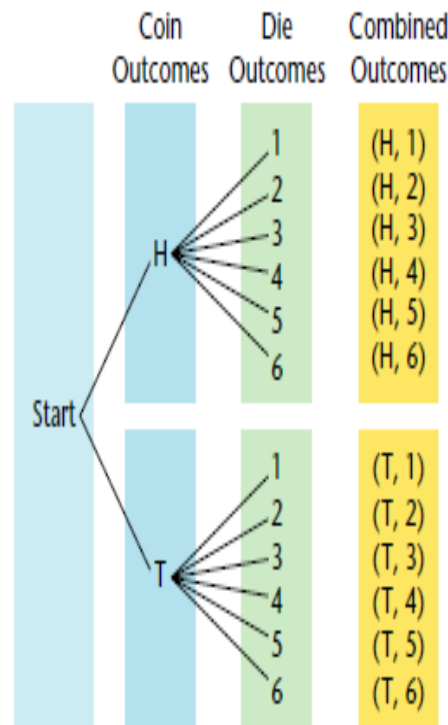 Coin Die Combined
Outcomes Outcomes Outcomes
1 (H, 1)
2 (H, 2)
3 (H, 3)
H
4 (H, 4)
5 (H, 5)
6 (H, 6)
Start
1 (T, 1)
2 (T, 2)
3 (T, 3)
T
4 (T, 4)
5 (T, 5)
6 (T, 6)